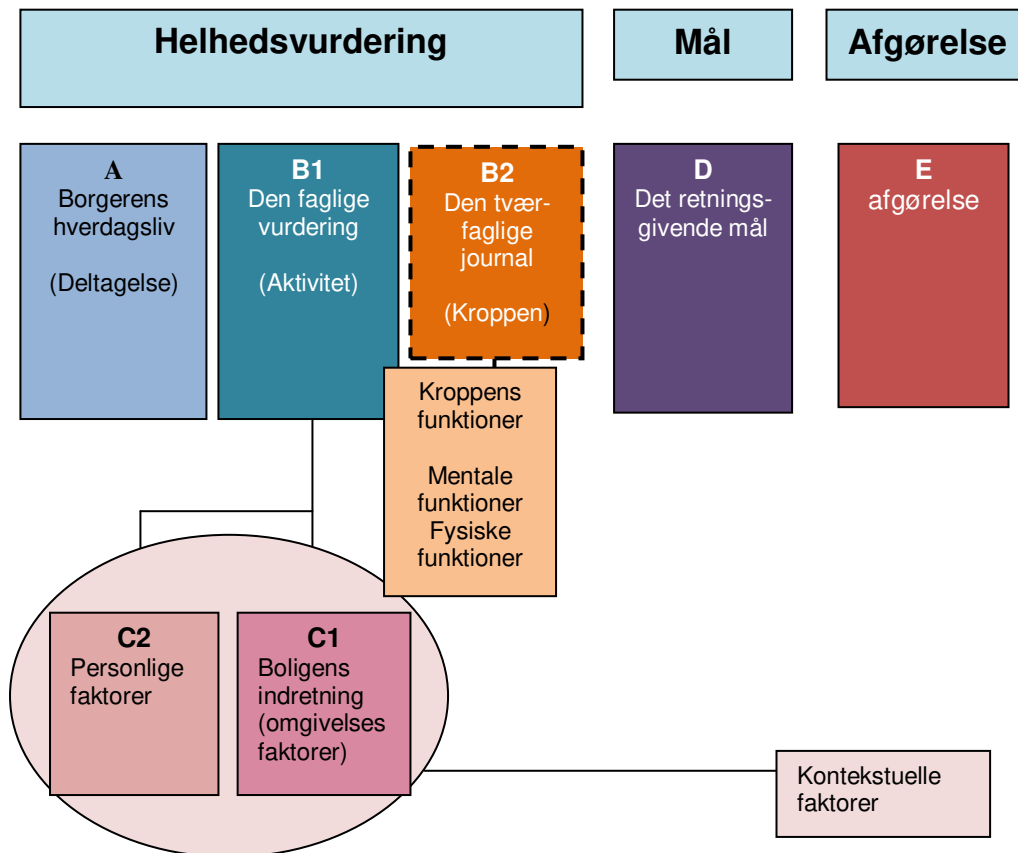 Helhedsvurdering
Mål
Afgørelse
A
Borgerens
hverdagsliv
(Deltagelse)
B1
Den faglige
vurdering
(Aktivitet)
B2
Den tvær-
faglige
journal
(Kroppen)
D
Det retnings-
givende mål
E
afgørelse
Kroppens
funktioner
Mentale
funktioner
Fysiske
funktioner
C2
Personlige
faktorer
C1
Boligens
indretning
(omgivelses
faktorer)
Kontekstuelle
faktorer